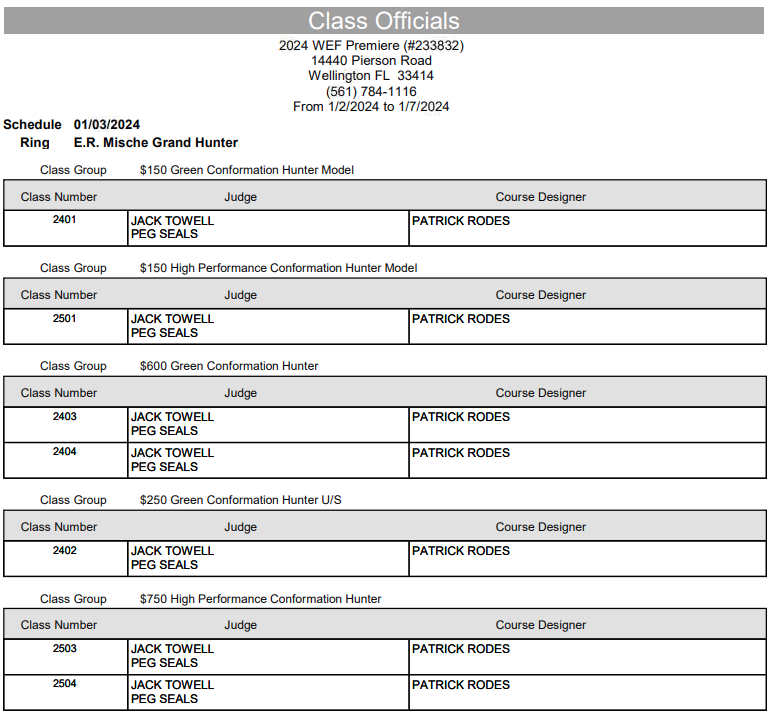 Class Officials
2024 WEF Premiere (#233832)
14440 Pierson Road
Wellington FL  33414
(561) 784-1116
From 1/2/2024 to 1/7/2024
Schedule 01/03/2024
Ring E.R. Mische Grand Hunter
Class Group $150 Green Conformation Hunter Model
Class Number Judge Course Designer
2401 JACK TOWELL PATRICK RODES
PEG SEALS
Class Group $150 High Performance Conformation Hunter Model
Class Number Judge Course Designer
2501 JACK TOWELL PATRICK RODES
PEG SEALS
Class Group $600 Green Conformation Hunter
Class Number Judge Course Designer
2403 JACK TOWELL PATRICK RODES
PEG SEALS
2404 JACK TOWELL PATRICK RODES
PEG SEALS
Class Group $250 Green Conformation Hunter U/S
Class Number Judge Course Designer
2402 JACK TOWELL PATRICK RODES
PEG SEALS
Class Group $750 High Performance Conformation Hunter
Class Number Judge Course Designer
2503 JACK TOWELL PATRICK RODES
PEG SEALS
2504 JACK TOWELL PATRICK RODES
PEG SEALS